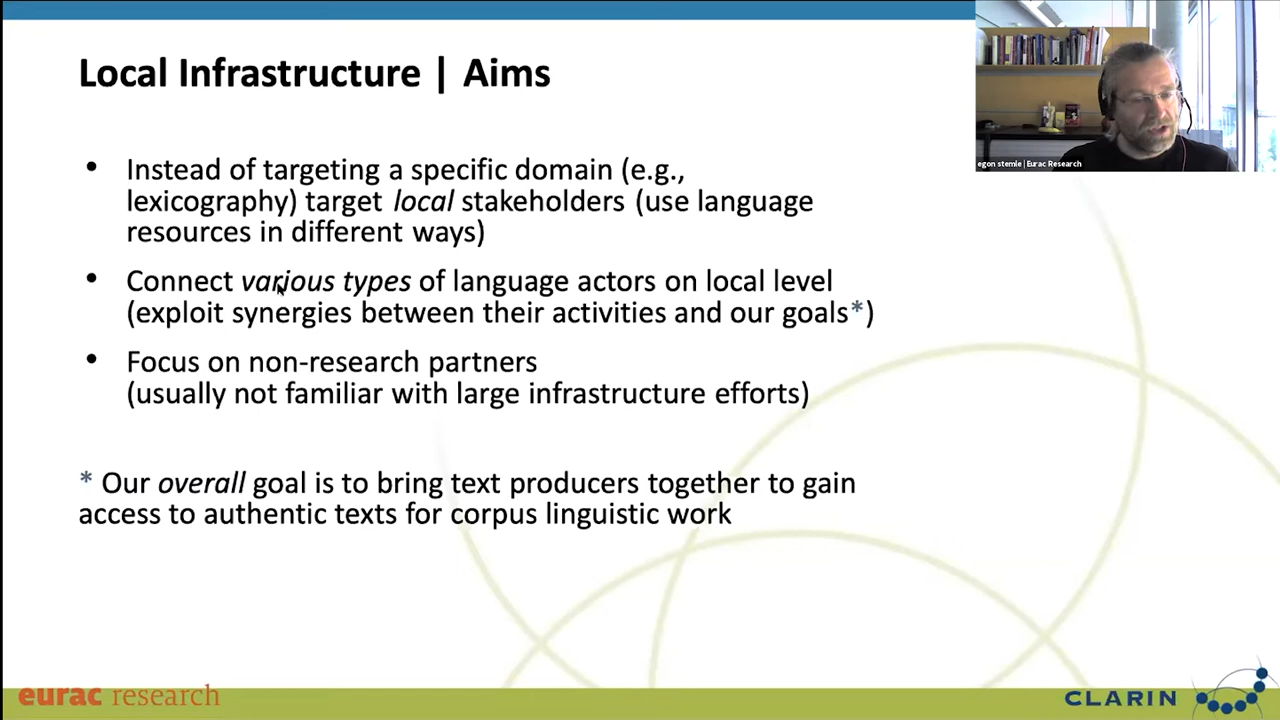 Local Infrastructure | Aims
• Instead of targeting a specific domain (e.g.,
lexicography) target local stakeholders (use language
resources in different ways)
• Connect various types of language actors on local level
(exploit synergies between their activities and our goals*)
• Focus on non-research partners
(usually not familiar with large infrastructure efforts)
* Our overall goal is to bring text producers together to gain
access to authentic texts for corpus linguistic work
egon stemle | Eurac Research
eurac research
CLARIN